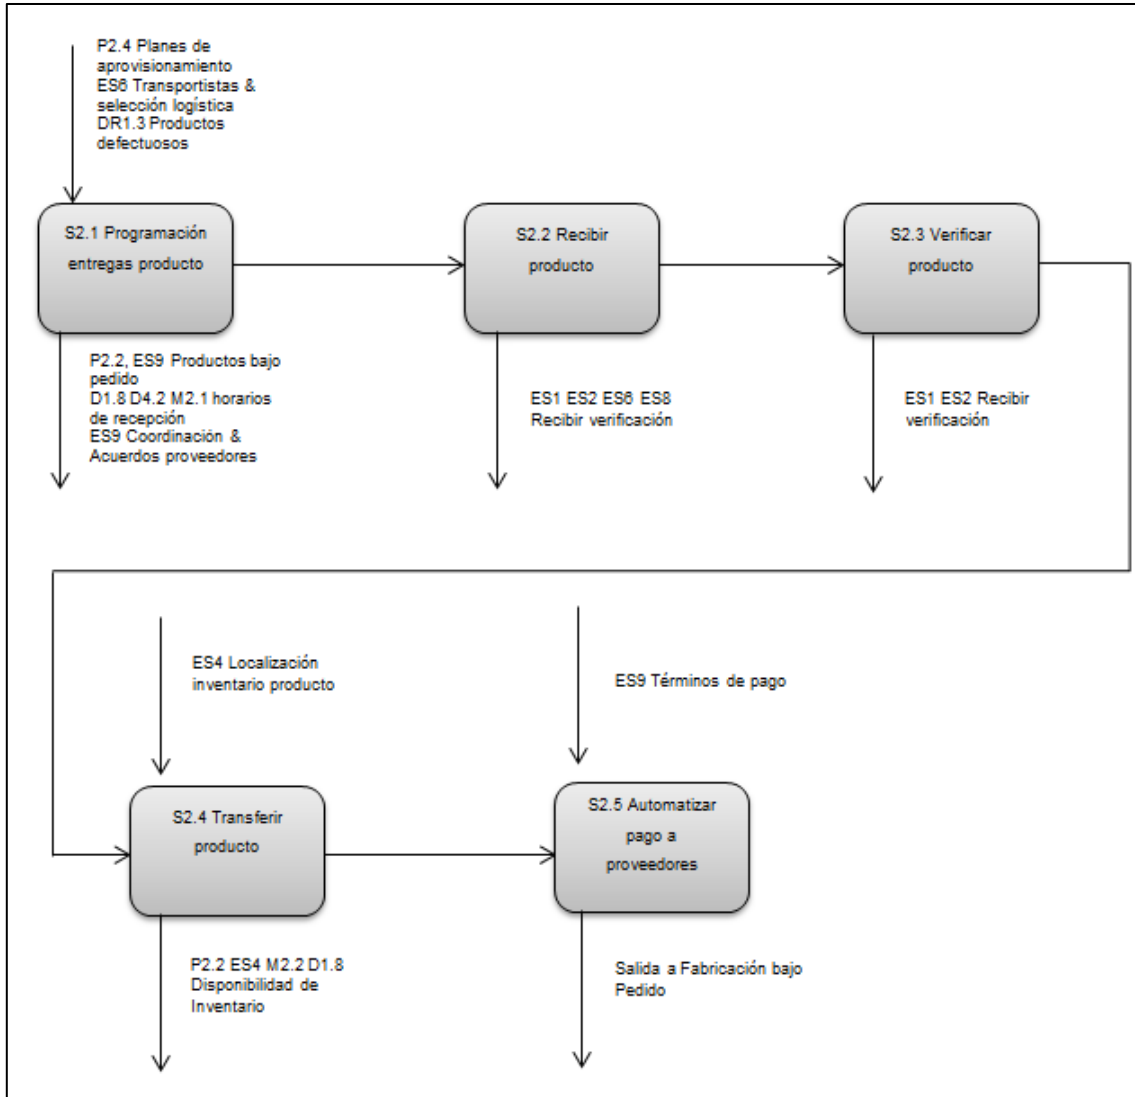 P2.4 Planes de
aprovisionamiento
ES6 Transportistas &
selección logística
DR1.3 Productos
defectuosos
S2.1 Programación
entregas producto
S2.2 Recibir
producto
S2.3 Verificar
producto
P2.2, ES9 Productos bajo
pedido
D1.8 D4.2 M2.1 horarios
de recepción
ES9 Coordinación &
Acuerdos proveedores
ES1 ES2 ES6 ES8
Recibir verificación
ES1 ES2 Recibir
verificación
ES4 Localización
inventario producto
ES9 Términos de pago
S2.4 Transferir
producto
S2.5 Automatizar
pago a
proveedores
P2.2 ES4 M2.2 D1.8
Disponibilidad de
Inventario
Salida a Fabricación bajo
Pedido